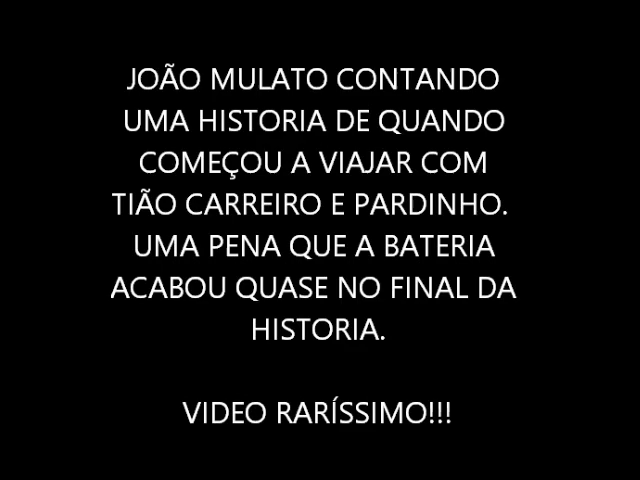 JOÃO MULATO CONTANDO
UMA HISTORIA DE QUANDO
COMEÇOU A VIAJAR COM
TIÃO CARREIRO E PARDINHO.
UMA PENA QUE A BATERIA
ACABOU QUASE NO FINAL DA
HISTORIA.
VIDEO RARÍSSIMO!!!